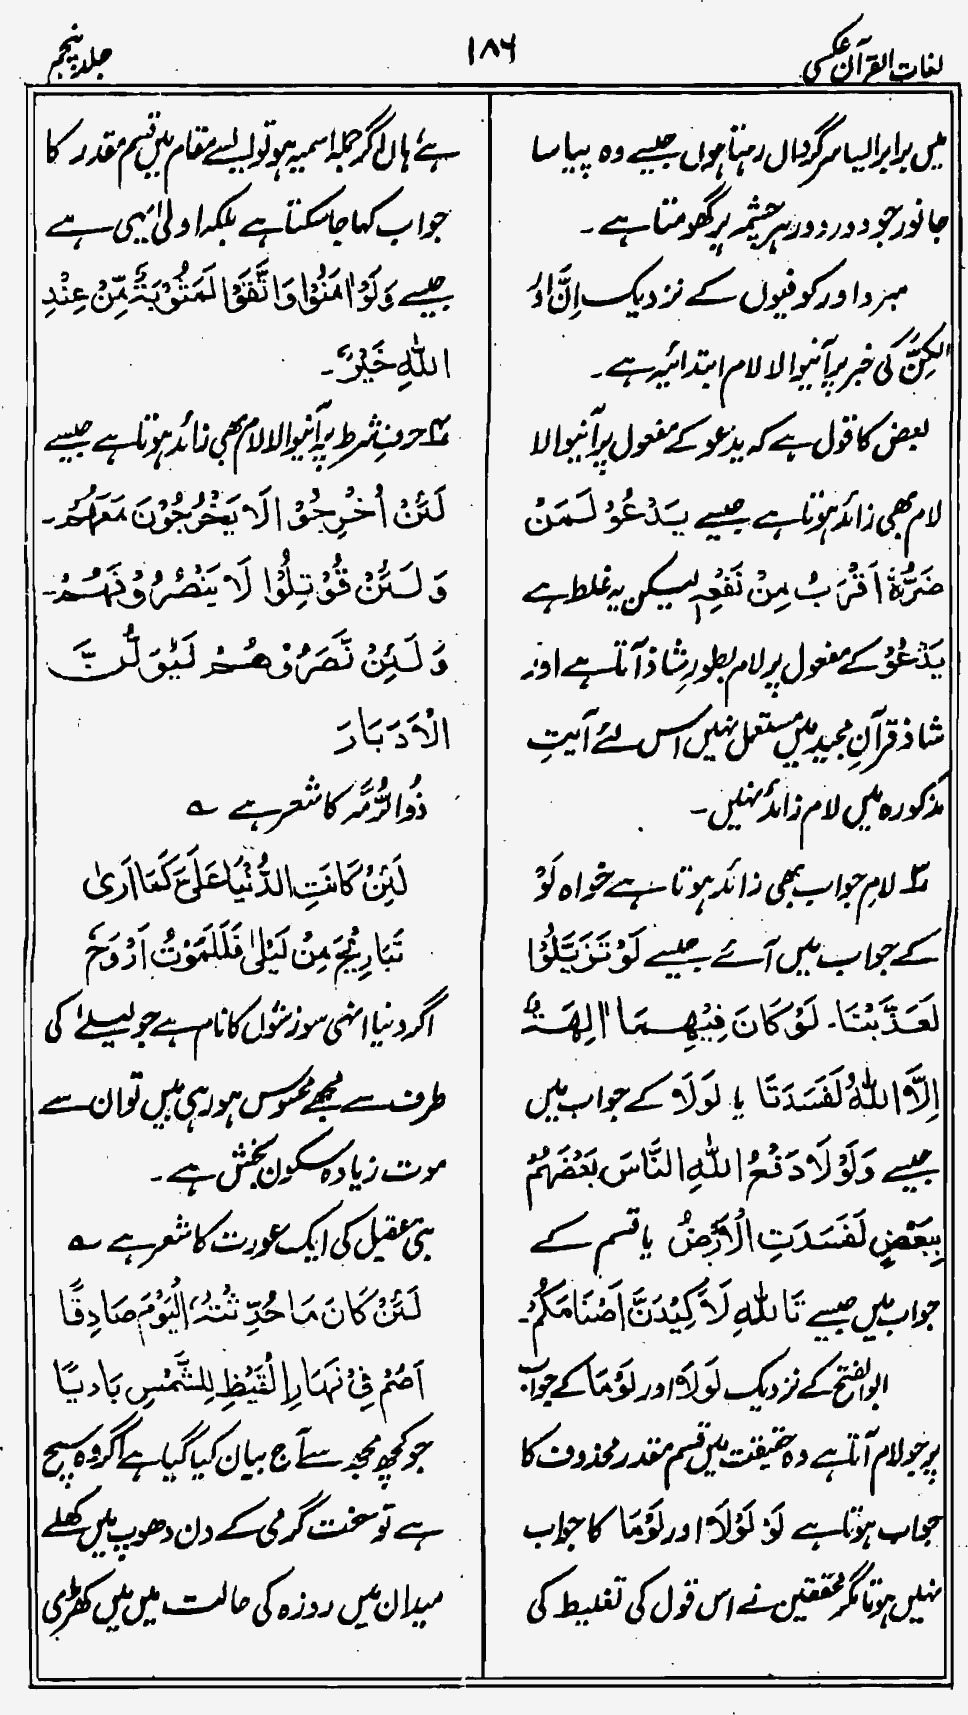 لغات القرآن عکسی
۱۸۶
جلد پنجم
میں برابر ایسا سرگرداں رہتا ہوں جیسے وہ پیاسا
جانور جو دور دور ہر چشمہ پر گھومتا ہے ۔
مبرد اور کوفیوں کے نزدیک اِنَّ اور
لٰکِنَّ کی خبر پر آنیوالا لام ابتدائیہ ہے ۔
بعض کا قول ہے کہ یدعو کے مفعول پر آنیوالا
لام بھی زائد ہوتا ہے جیسے یَدْعُوْ لَمَنْ
ضَرُّہٗ اَقْرَبُ مِنْ نَفْعِہٖ لیکن یہ غلط ہے
یَدْعُوْ کے مفعول پر لام بطورِ شاذ آتا ہے اور
شاذ قرآنِ مجید میں مستعمل نہیں اس لئے آیتِ
مذکورہ میں لام زائد نہیں ۔
لامِ جواب بھی زائد ہوتا ہے خواہ لَوْ
کے جواب میں آئے جیسے لَوْ تَزَیَّلُوْا
لَعَذَّبْنَا ۔ لَوْ کَانَ فِیْہِمَا اٰلِہَۃٌ
اِلَّا اللّٰہُ لَفَسَدَتَا یا لَوْلَا کے جواب میں
جیسے وَلَوْلَا دَفْعُ اللّٰہِ النَّاسَ بَعْضَہُمْ
بِبَعْضٍ لَفَسَدَتِ الْاَرْضُ یا قسم کے
جواب میں جیسے تَاللّٰہِ لَاَکِیْدَنَّ اَصْنَامَکُمْ ۔
ابو الفتح کے نزدیک لَوْلَا اور لَوْمَا کے جواب
پر جو لام آتا ہے وہ حقیقت میں قسم مقدر محذوف کا
جواب ہوتا ہے لَوْ لَوْلَا اور لَوْمَا کا جواب
نہیں ہوتا مگر محققین نے اس قول کی تغلیط کی
ہے ہاں اگر جملہ اسمیہ ہو تو ایسے مقام میں قسم مقدر کا
جواب کہا جا سکتا ہے بلکہ اولیٰ یہی ہے
جیسے وَلَوْ اٰمَنُوْا وَاتَّقَوْا لَمَثُوْبَۃٌ مِّنْ عِنْدِ
اللّٰہِ خَیْرٌ ۔
حرفِ شرط پر آنیوالا لام بھی زائد ہوتا ہے جیسے
لَئِنْ اُخْرِجُوْا لَا یَخْرُجُوْنَ مَعَہُمْ ۔
وَلَئِنْ قُوْتِلُوْا لَا یَنْصُرُوْنَہُمْ ۔
وَلَئِنْ نَّصَرُوْھُمْ لَیُوَلُّنَّ
الْاَدْبَارَ
ذُوالرُّمَّہ کا شعر ہے ؎
لَئِنْ کَانَتِ الدُّنْیَا عَلَیَّ کَمَا اَرٰی
تَبَارِیْحَ مِنْ لَیْلٰی فَلَلْمَوْتُ اَرْوَحُ
اگر دنیا انہی سوزشوں کا نام ہے جو لیلےٰ کی
طرف سے مجھے محسوس ہو رہی ہیں تو ان سے
موت زیادہ سکون بخش ہے ۔
بنی عقیل کی ایک عورت کا شعر ہے ؎
لَئِنْ کَانَ مَا حُدِّثْتُہُ الْیَوْمَ صَادِقًا
اَصُمْ فِیْ نَہَارِ الْقَیْظِ لِلشَّمْسِ بَادِیًا
جو کچھ مجھ سے آج بیان کیا گیا ہے اگر وہ سچ
ہے تو سخت گرمی کے دن دھوپ میں کھلے
میدان میں روزہ کی حالت میں میں کھڑی